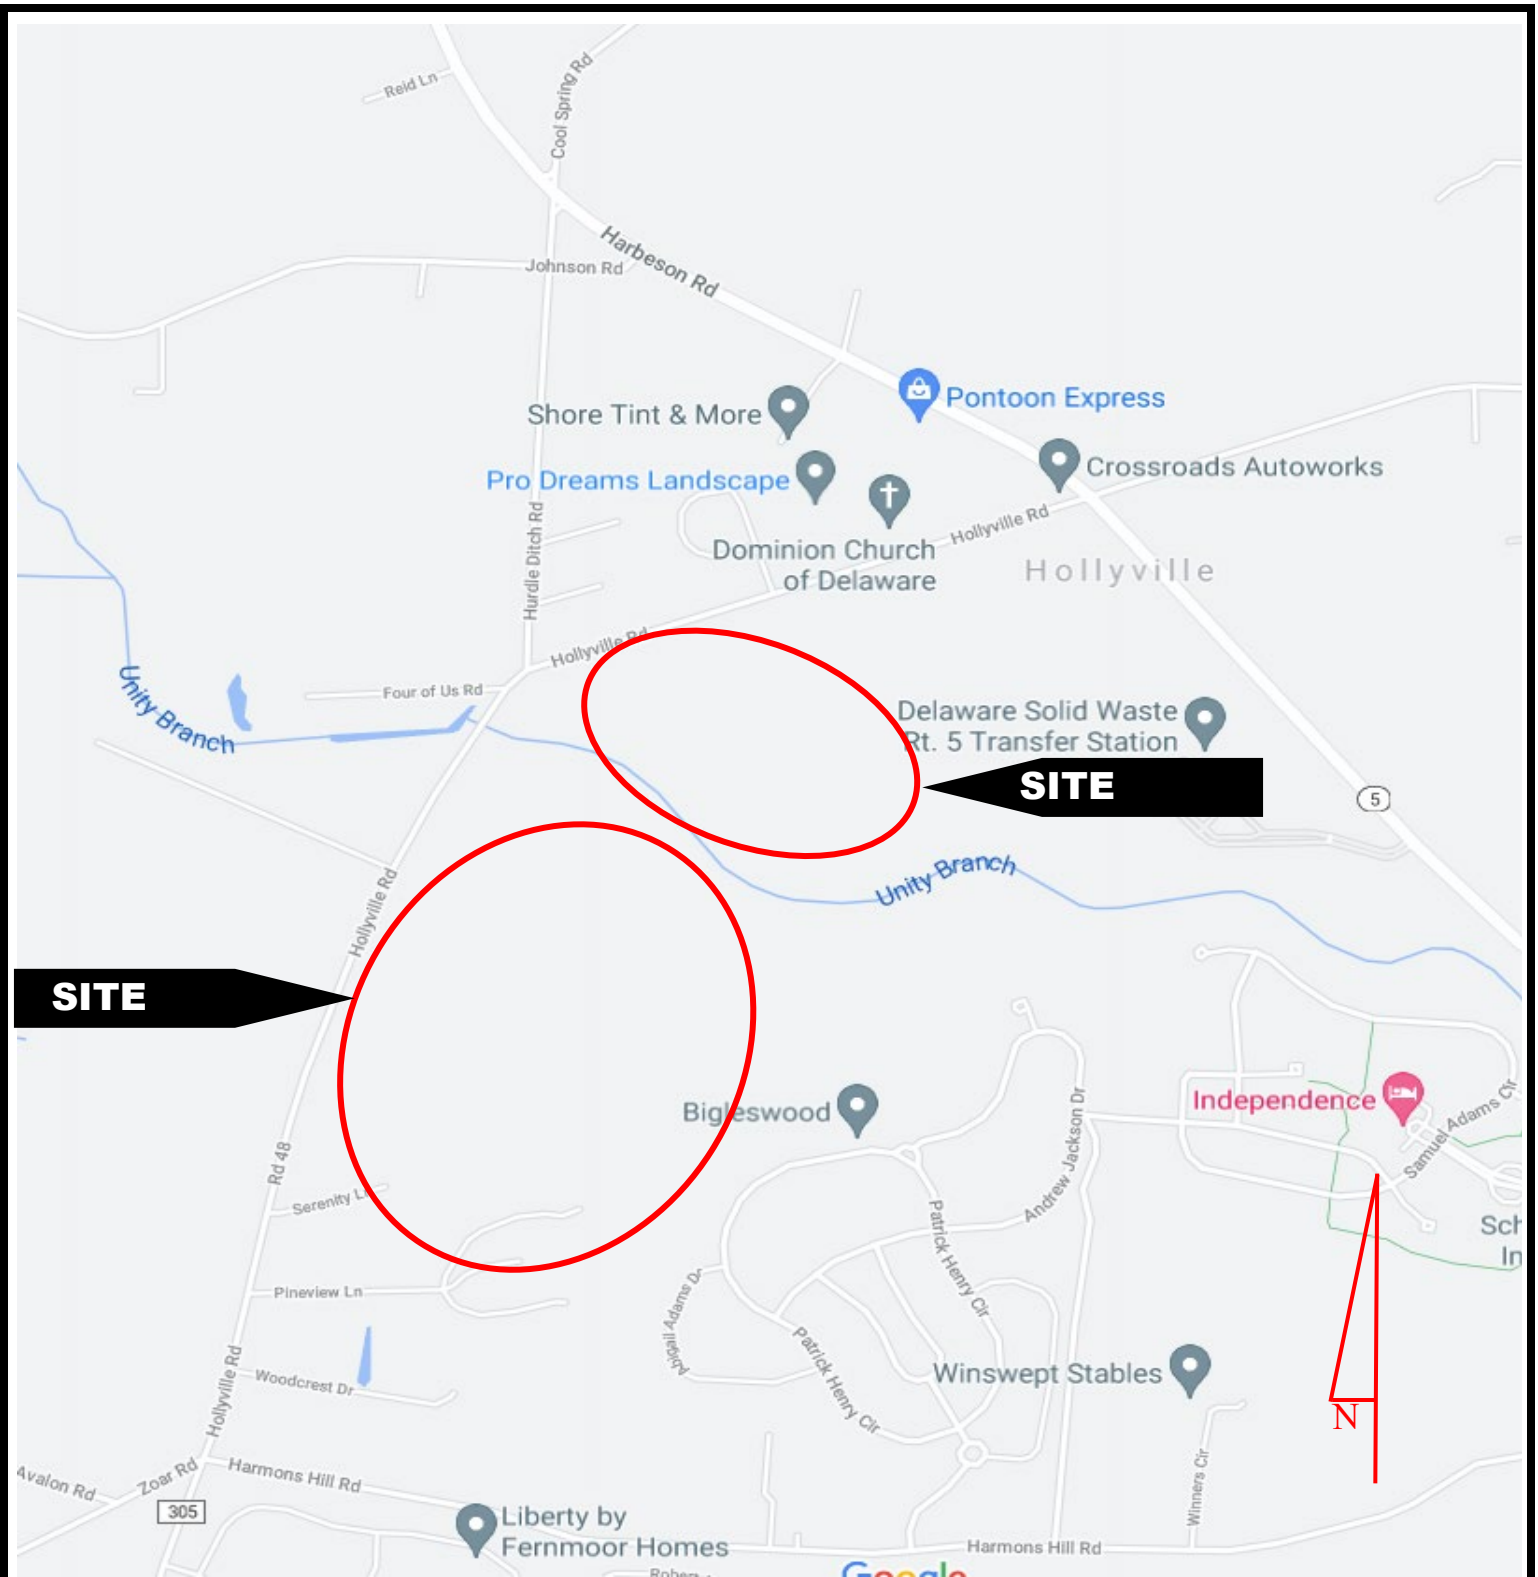 Reid Ln
Cool Spring Rd
Harbeson Rd
Johnson Rd
Pontoon Express
Shore Tint & More
Crossroads Autoworks
Pro Dreams Landscape
Hurdle Ditch Rd
Hollyville Rd
Dominion Church
of Delaware
Hollyville
Hollyville Rd
Four of Us Rd
Unity Branch
Delaware Solid Waste
Rt. 5 Transfer Station
SITE
5
Unity Branch
Hollyville Rd
SITE
Bigleswood
Andrew Jackson Dr
Independence
Samuel Adams Cir
Rd 48
Serenity Ln
Patrick Henry Cir
Sch
In
Pineview Ln
Abigail Adams Dr
Patrick Henry Cir
Hollyville Rd
Woodcrest Dr
Winswept Stables
N
Avalon Rd
Zoar Rd
Harmons Hill Rd
Winners Cir
305
Liberty by
Fernmoor Homes
Harmons Hill Rd
Google